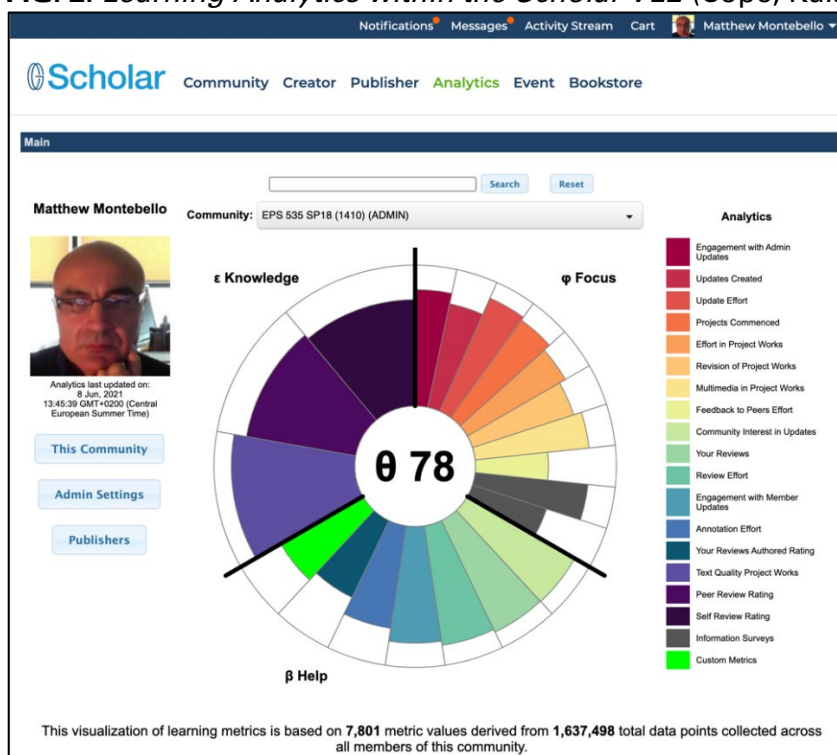 Notifications Messages Activity Stream Cart Matthew Montebello
Scholar Community Creator Publisher Analytics Event Bookstore
Main
Search Reset
Matthew Montebello
Community: EPS 535 SP18 (1410) (ADMIN)
Analytics
ε Knowledge
φ Focus
θ 78
β Help
Analytics last updated on:
8 Jun, 2021
13:45:39 GMT+0200 (Central
European Summer Time)
This Community
Admin Settings
Publishers
Engagement with Admin
Updates
Updates Created
Update Effort
Projects Commenced
Effort in Project Works
Revision of Project Works
Multimedia in Project Works
Feedback to Peers Effort
Community Interest in Updates
Your Reviews
Review Effort
Engagement with Member
Updates
Annotation Effort
Your Reviews Authored Rating
Text Quality Project Works
Peer Review Rating
Self Review Rating
Information Surveys
Custom Metrics
This visualization of learning metrics is based on 7,801 metric values derived from 1,637,498 total data points collected across
all members of this community.